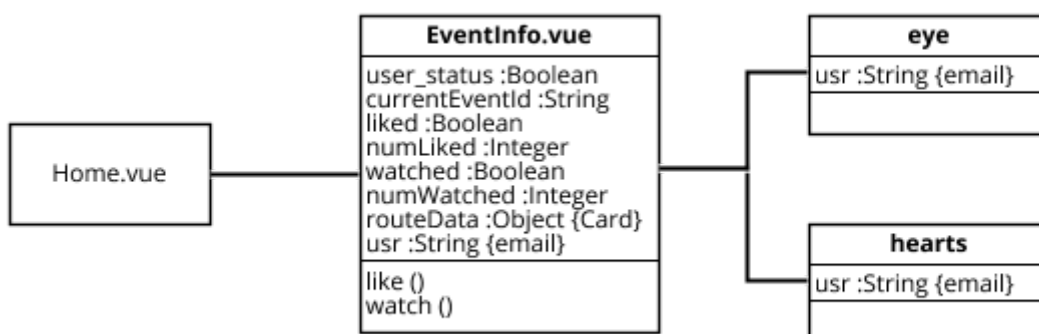 Home.vue
EventInfo.vue
user_status :Boolean
currentEventId :String
liked :Boolean
numLiked :Integer
watched :Boolean
numWatched :Integer
routeData :Object {Card}
usr :String {email}
like ()
watch ()
eye
usr :String {email}
hearts
usr :String {email}